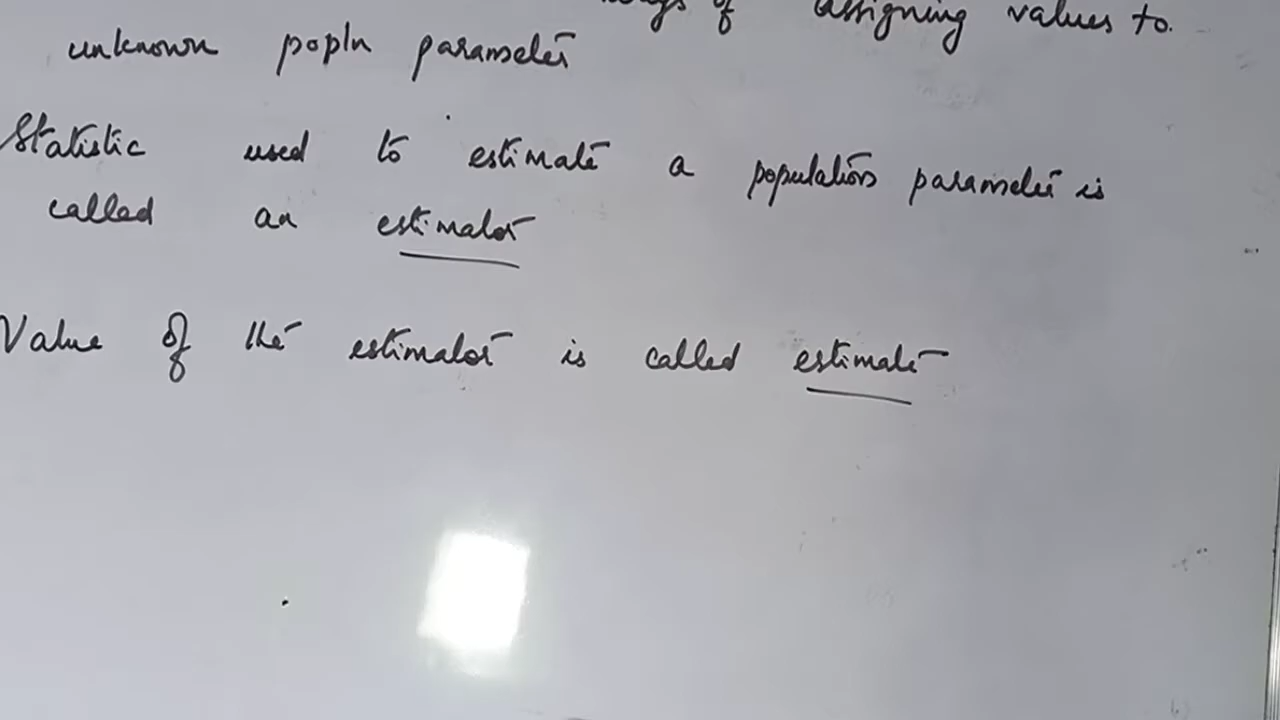 of assigning values to
unknown popln parameter
Statistic used to estimate a population parameter is
called an estimator
Value of the estimator is called estimate